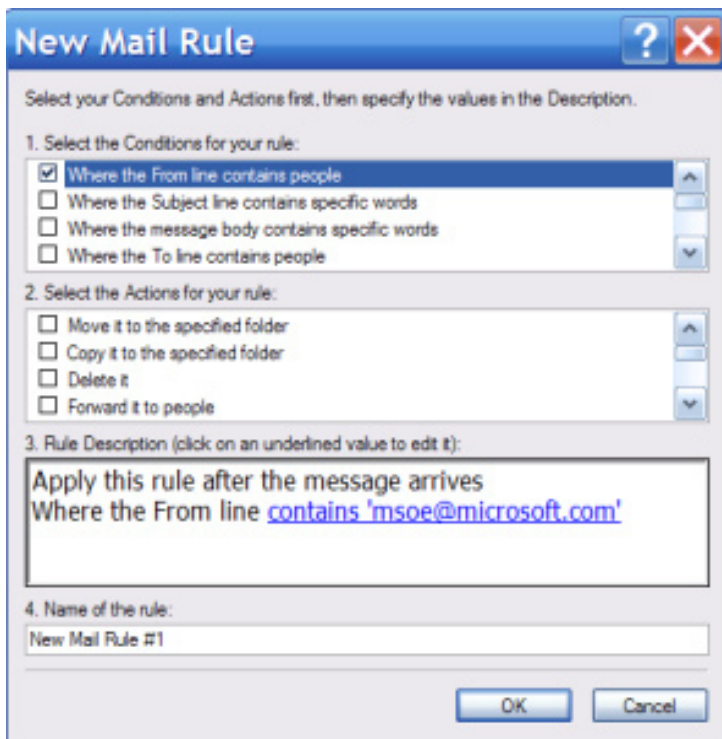 New Mail Rule
Select your Conditions and Actions first, then specify the values in the Description.
1. Select the Conditions for your rule:
Where the From line contains people
Where the Subject line contains specific words
Where the message body contains specific words
Where the To line contains people
2. Select the Actions for your rule:
Move it to the specified folder
Copy it to the specified folder
Delete it
Forward it to people
3. Rule Description (click on an underlined value to edit it):
Apply this rule after the message arrives
Where the From line contains 'msoe@microsoft.com'
4. Name of the rule:
New Mail Rule #1
OK Cancel